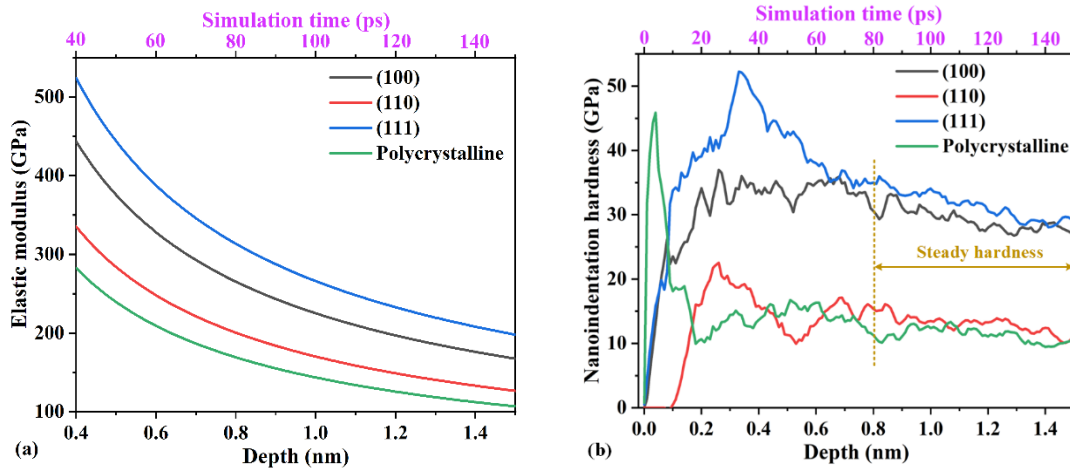 Simulation time (ps)
40 60 80 100 120 140
500
400
300
200
100
Elastic modulus (GPa)
(100)
(110)
(111)
Polycrystalline
0.4 0.6 0.8 1.0 1.2 1.4
Depth (nm)
(a)
Simulation time (ps)
0 20 40 60 80 100 120 140
50
40
30
20
10
0
Nanoindentation hardness (GPa)
(100)
(110)
(111)
Polycrystalline
Steady hardness
0.0 0.2 0.4 0.6 0.8 1.0 1.2 1.4
Depth (nm)
(b)